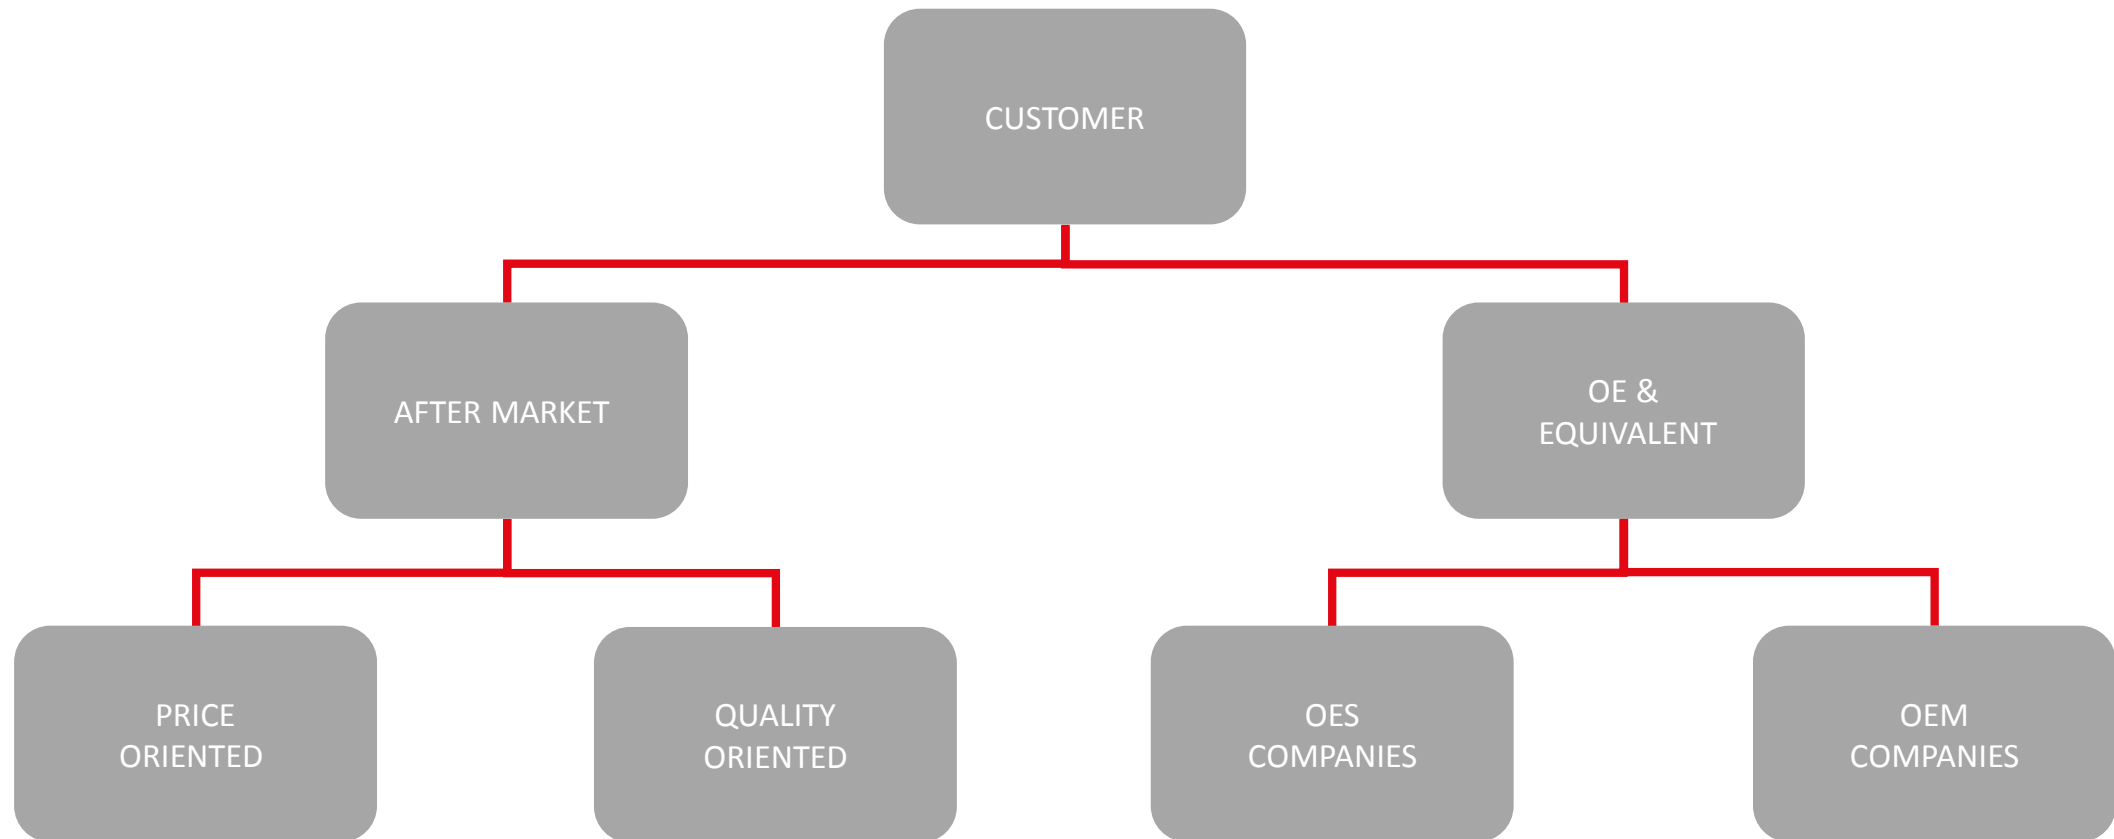 CUSTOMER
AFTER MARKET
OE &
EQUIVALENT
PRICE
ORIENTED
QUALITY
ORIENTED
OES
COMPANIES
OEM
COMPANIES